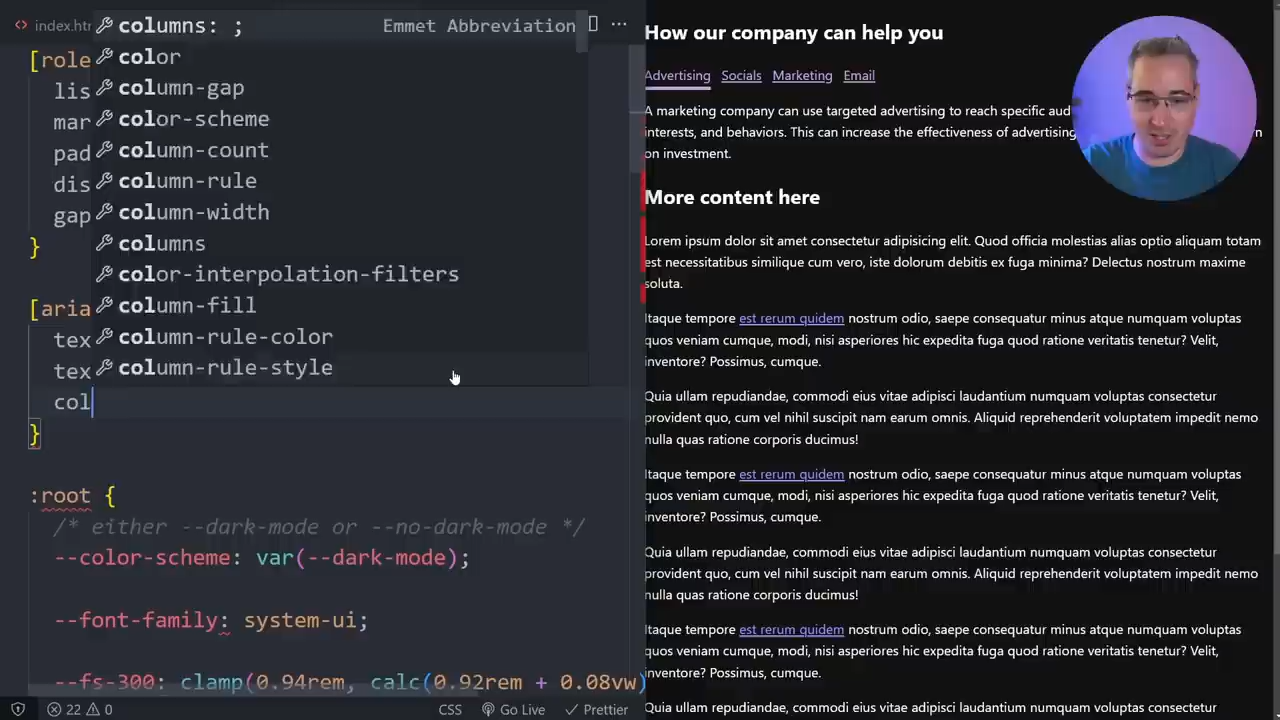 index.htm
columns: ;
Emmet Abbreviation
color
column-gap
color-scheme
column-count
column-rule
column-width
columns
color-interpolation-filters
column-fill
column-rule-color
column-rule-style
[role
lis
mar
pad
dis
gap
}
[aria
tex
tex
col
}
:root {
/* either --dark-mode or --no-dark-mode */
--color-scheme: var(--dark-mode);
--font-family: system-ui;
--fs-300: clamp(0.94rem, calc(0.92rem + 0.08vw)
22 0
CSS
Go Live
Prettier
How our company can help you
Advertising Socials Marketing Email
A marketing company can use targeted advertising to reach specific aud
interests, and behaviors. This can increase the effectiveness of advertising
n
on investment.
More content here
Lorem ipsum dolor sit amet consectetur adipisicing elit. Quod officia molestias alias optio aliquam totam
est necessitatibus similique cum vero, iste dolorum debitis ex fuga minima? Delectus nostrum maxime
soluta.
Itaque tempore est rerum quidem nostrum odio, saepe consequatur minus atque numquam voluptas
quos veniam cumque, modi, nisi asperiores hic expedita fuga quod ratione veritatis tenetur? Velit,
inventore? Possimus, cumque.
Quia ullam repudiandae, commodi eius vitae adipisci laudantium numquam voluptas consectetur
provident quo, cum vel nihil suscipit nam earum omnis. Aliquid reprehenderit voluptatem impedit nemo
nulla quas ratione corporis ducimus!
Itaque tempore est rerum quidem nostrum odio, saepe consequatur minus atque numquam voluptas
quos veniam cumque, modi, nisi asperiores hic expedita fuga quod ratione veritatis tenetur? Velit,
inventore? Possimus, cumque.
Quia ullam repudiandae, commodi eius vitae adipisci laudantium numquam voluptas consectetur
provident quo, cum vel nihil suscipit nam earum omnis. Aliquid reprehenderit voluptatem impedit nemo
nulla quas ratione corporis ducimus!
Itaque tempore est rerum quidem nostrum odio, saepe consequatur minus atque numquam voluptas
quos veniam cumque, modi, nisi asperiores hic expedita fuga quod ratione veritatis tenetur? Velit,
inventore? Possimus, cumque.
Quia ullam repudiandae, commodi eius vitae adipisci laudantium numquam voluptas consectetur